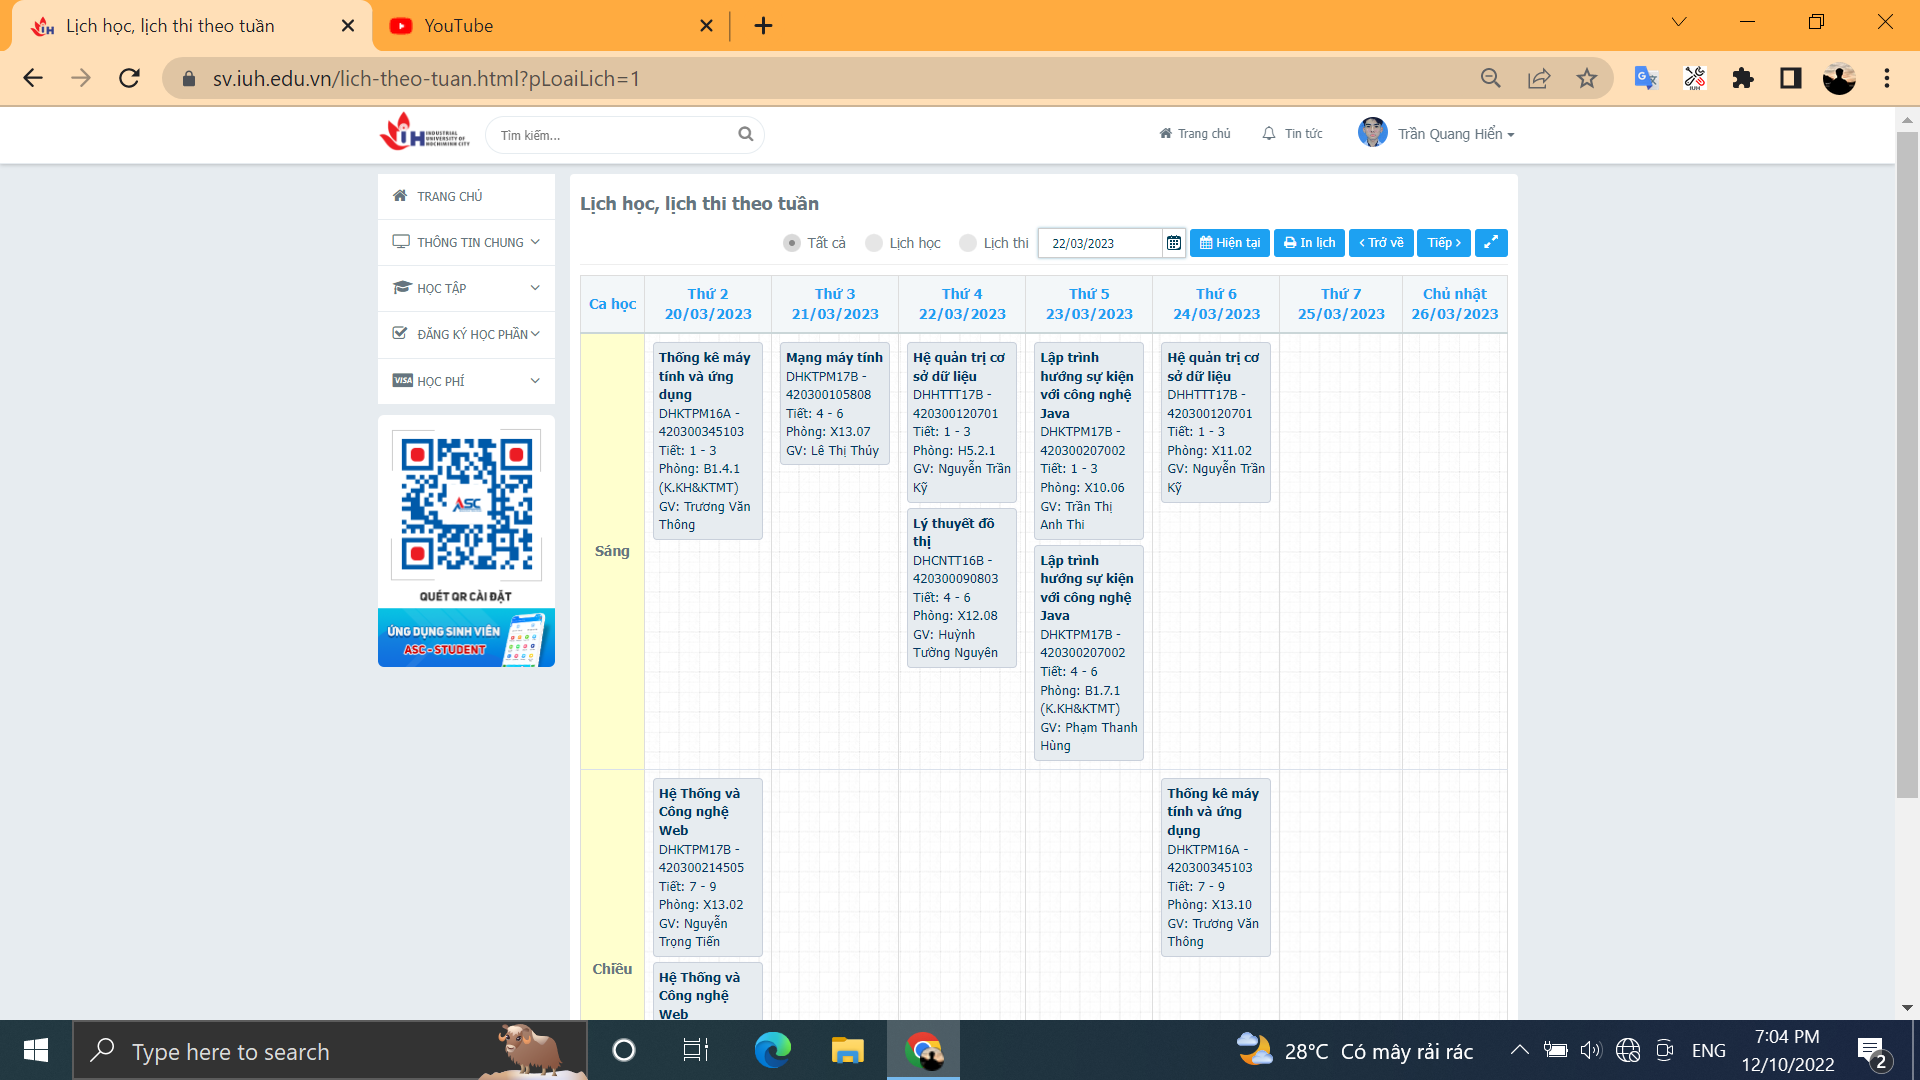 Lịch học, lịch thi theo tuần
YouTube
sv.iuh.edu.vn/lich-theo-tuan.html?pLoaiLich=1
INDUSTRIAL
UNIVERSITY OF
HOCHIMINH CITY
Tìm kiếm...
Trang chủ
Tin tức
Trần Quang Hiển
TRANG CHỦ
THÔNG TIN CHUNG
HỌC TẬP
ĐĂNG KÝ HỌC PHẦN
VISA HỌC PHÍ
ASC
QUÉT QR CÀI ĐẶT
ỨNG DỤNG SINH VIÊN
ASC - STUDENT
Lịch học, lịch thi theo tuần
Tất cả Lịch học Lịch thi 22/03/2023 Hiện tại In lịch Trở về Tiếp
Ca học
Thứ 2
20/03/2023
Thứ 3
21/03/2023
Thứ 4
22/03/2023
Thứ 5
23/03/2023
Thứ 6
24/03/2023
Thứ 7
25/03/2023
Chủ nhật
26/03/2023
Sáng
Thống kê máy
tính và ứng
dụng
DHKTPM16A -
420300345103
Tiết: 1 - 3
Phòng: B1.4.1
(K.KH&KTMT)
GV: Trương Văn
Thông
Mạng máy tính
DHKTPM17B -
420300105808
Tiết: 4 - 6
Phòng: X13.07
GV: Lê Thị Thủy
Hệ quản trị cơ
sở dữ liệu
DHHTTT17B -
420300120701
Tiết: 1 - 3
Phòng: H5.2.1
GV: Nguyễn Trần
Kỹ
Lý thuyết đồ
thị
DHCNTT16B -
420300090803
Tiết: 4 - 6
Phòng: X12.08
GV: Huỳnh
Tường Nguyên
Lập trình
hướng sự kiện
với công nghệ
Java
DHKTPM17B -
420300207002
Tiết: 1 - 3
Phòng: X10.06
GV: Trần Thị
Anh Thi
Lập trình
hướng sự kiện
với công nghệ
Java
DHKTPM17B -
420300207002
Tiết: 4 - 6
Phòng: B1.7.1
(K.KH&KTMT)
GV: Phạm Thanh
Hùng
Hệ quản trị cơ
sở dữ liệu
DHHTTT17B -
420300120701
Tiết: 1 - 3
Phòng: X11.02
GV: Nguyễn Trần
Kỹ
Chiều
Hệ Thống và
Công nghệ
Web
DHKTPM17B -
420300214505
Tiết: 7 - 9
Phòng: X13.02
GV: Nguyễn
Trọng Tiến
Hệ Thống và
Công nghệ
Web
Thống kê máy
tính và ứng
dụng
DHKTPM16A -
420300345103
Tiết: 7 - 9
Phòng: X13.10
GV: Trương Văn
Thông
Type here to search
28°C Có mây rải rác
ENG
7:04 PM
12/10/2022
2